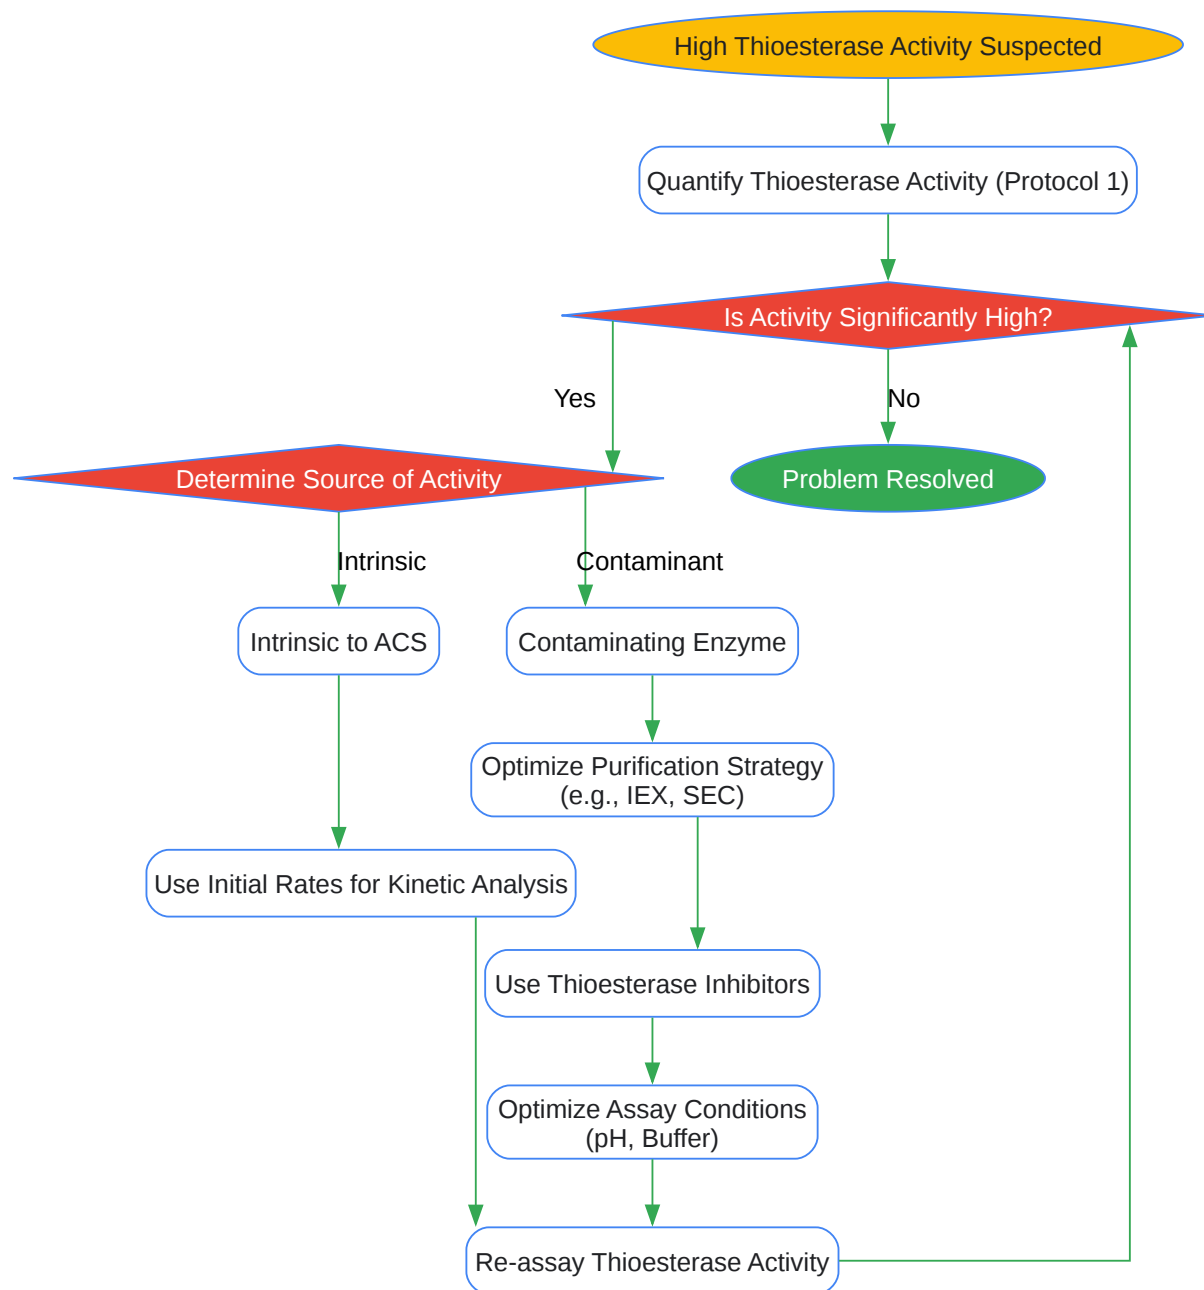 High Thioesterase Activity Suspected
Quantify Thioesterase Activity (Protocol 1)
Is Activity Significantly High?
Yes
No
Determine Source of Activity
Problem Resolved
Intrinsic
Contaminant
Intrinsic to ACS
Contaminating Enzyme
Optimize Purification Strategy
(e.g., IEX, SEC)
Use Initial Rates for Kinetic Analysis
Use Thioesterase Inhibitors
Optimize Assay Conditions
(pH, Buffer)
Re-assay Thioesterase Activity